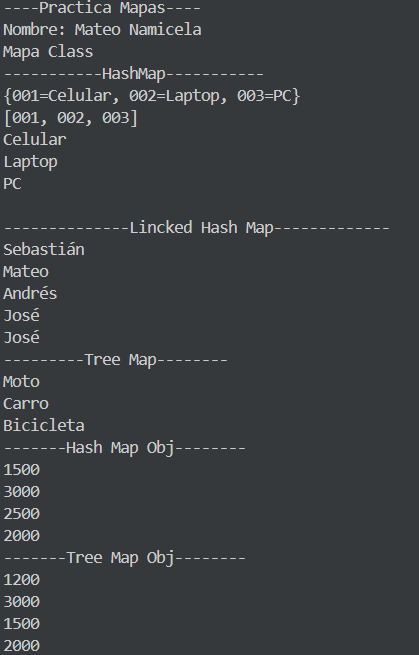 ----Practica Mapas----
Nombre: Mateo Namicela
Mapa Class
-----------HashMap-----------
{001=Celular, 002=Laptop, 003=PC}
[001, 002, 003]
Celular
Laptop
PC
--------------Lincked Hash Map-------------
Sebastián
Mateo
Andrés
José
José
---------Tree Map--------
Moto
Carro
Bicicleta
-------Hash Map Obj--------
1500
3000
2500
2000
-------Tree Map Obj--------
1200
3000
1500
2000